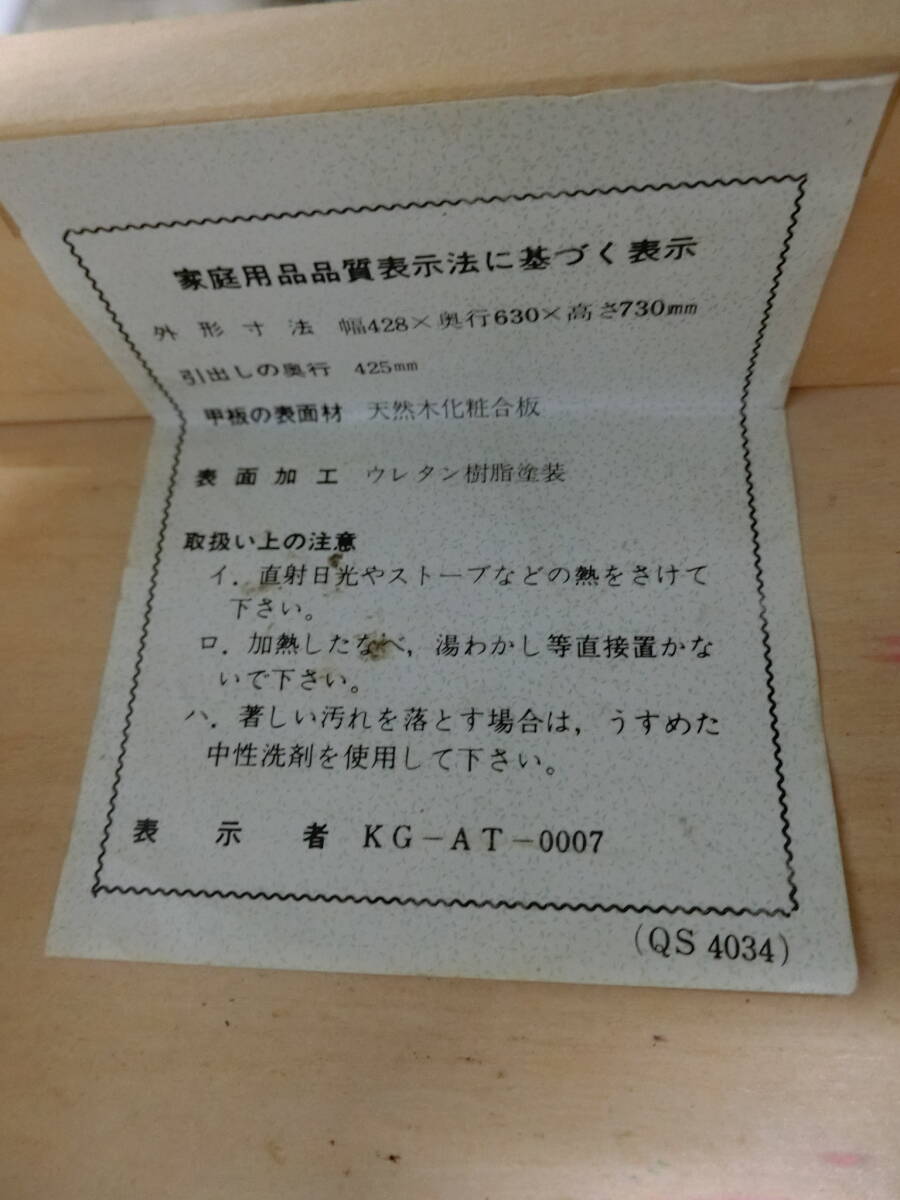 家庭用品品質表示法に基づく表示
外形寸法 幅428×奥行630×高さ730mm
引出しの奥行 425mm
甲板の表面材 天然木化粧合板
表面加工 ウレタン樹脂塗装
取扱い上の注意
イ．直射日光やストーブなどの熱をさけて
下さい。
ロ．加熱したなべ，湯わかし等直接置かな
いで下さい。
ハ．著しい汚れを落とす場合は，うすめた
中性洗剤を使用して下さい。
表示者 KG－AT－0007
(QS 4034)